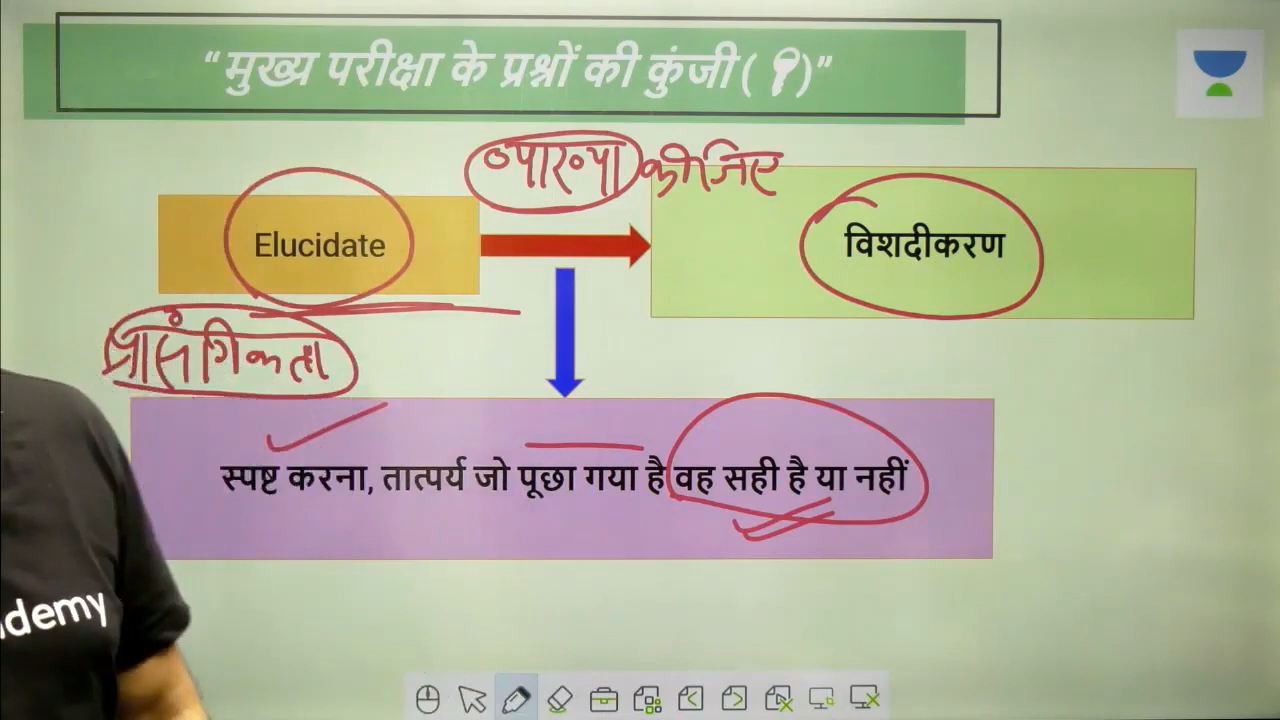 “मुख्य परीक्षा के प्रश्नों की कुंजी( )”
व्याख्या कीजिए
Elucidate
विशदीकरण
प्रासंगिकता
स्पष्ट करना, तात्पर्य जो पूछा गया है वह सही है या नहीं
demy